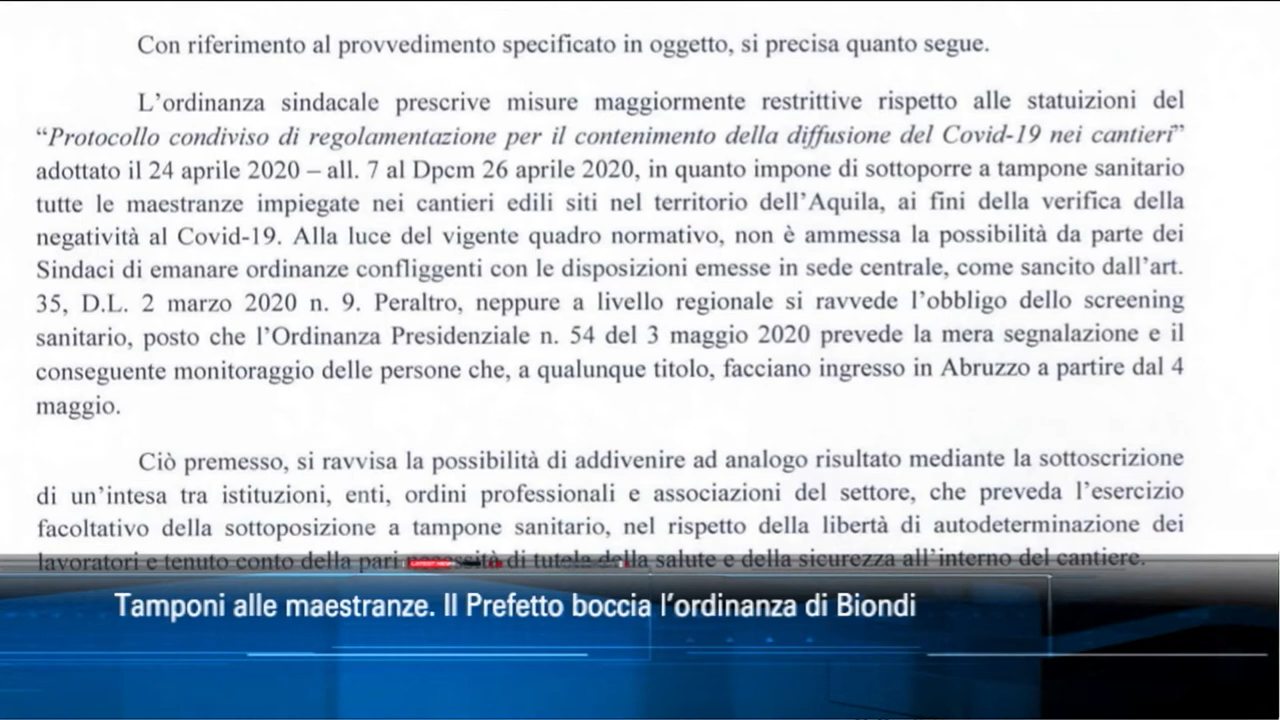 Con riferimento al provvedimento specificato in oggetto, si precisa quanto segue.
L’ordinanza sindacale prescrive misure maggiormente restrittive rispetto alle statuizioni del
“Protocollo condiviso di regolamentazione per il contenimento della diffusione del Covid-19 nei cantieri”
adottato il 24 aprile 2020 – all. 7 al Dpcm 26 aprile 2020, in quanto impone di sottoporre a tampone sanitario
tutte le maestranze impiegate nei cantieri edili siti nel territorio dell’Aquila, ai fini della verifica della
negatività al Covid-19. Alla luce del vigente quadro normativo, non è ammessa la possibilità da parte dei
Sindaci di emanare ordinanze confliggenti con le disposizioni emesse in sede centrale, come sancito dall’art.
35, D.L. 2 marzo 2020 n. 9. Peraltro, neppure a livello regionale si ravvede l’obbligo dello screening
sanitario, posto che l’Ordinanza Presidenziale n. 54 del 3 maggio 2020 prevede la mera segnalazione e il
conseguente monitoraggio delle persone che, a qualunque titolo, facciano ingresso in Abruzzo a partire dal 4
maggio.
Ciò premesso, si ravvisa la possibilità di addivenire ad analogo risultato mediante la sottoscrizione
di un’intesa tra istituzioni, enti, ordini professionali e associazioni del settore, che preveda l’esercizio
facoltativo della sottoposizione a tampone sanitario, nel rispetto della libertà di autodeterminazione dei
lavoratori e tenuto conto della pari necessità di tutela della salute e della sicurezza all’interno del cantiere.
LATEST NEWS
Tamponi alle maestranze. Il Prefetto boccia l’ordinanza di Biondi